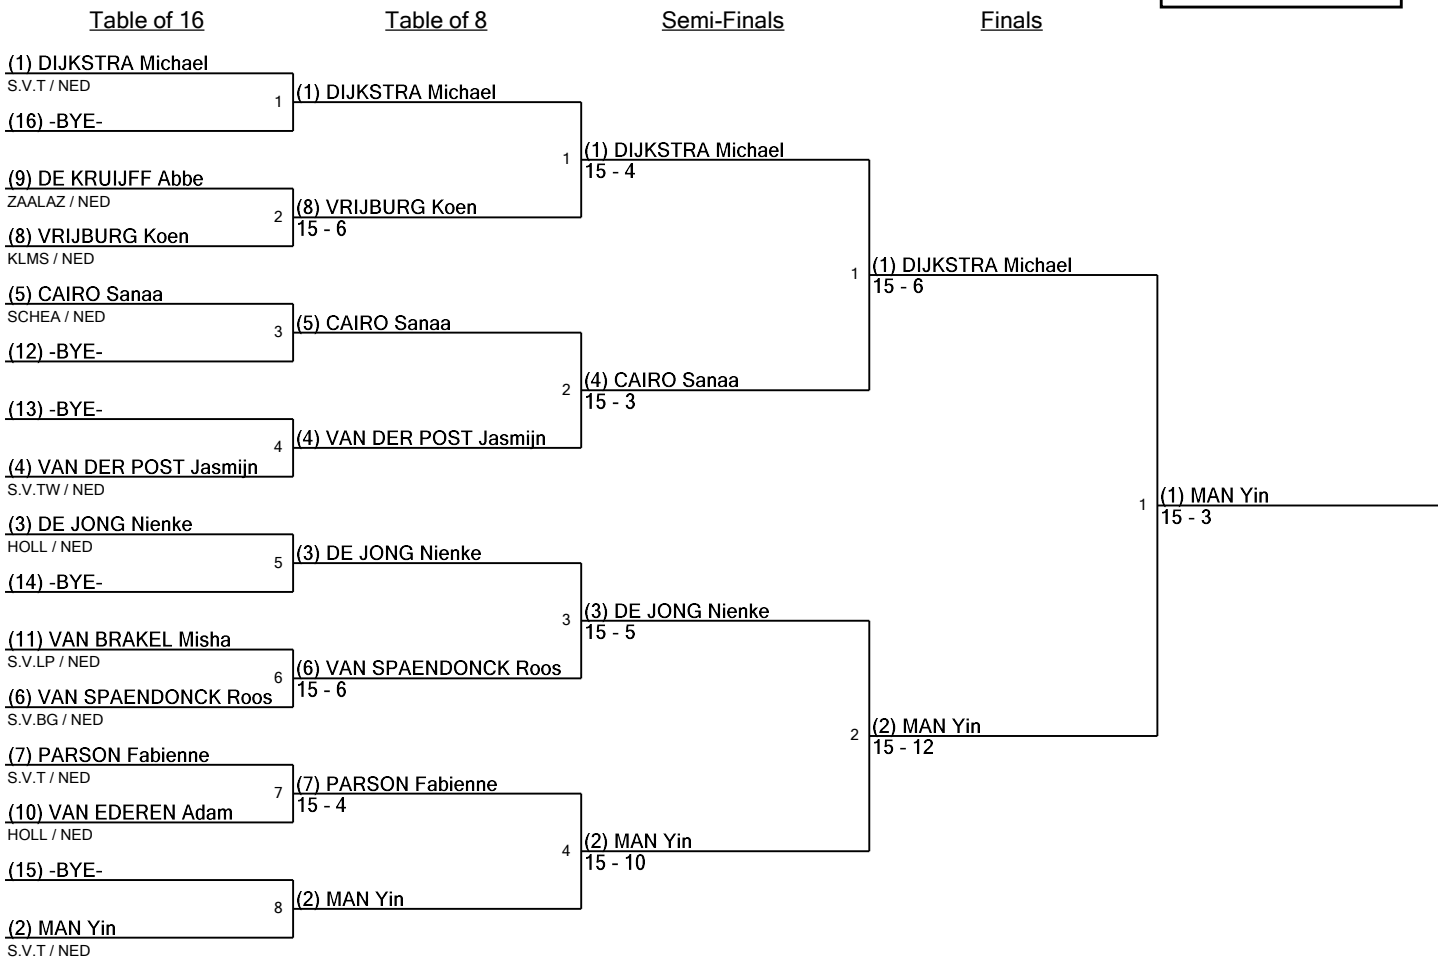 Table of 16
Table of 8
Semi-Finals
Finals
(1) DIJKSTRA Michael
S.V.T / NED
1
(16) -BYE-
(9) DE KRUIJFF Abbe
ZAALAZ / NED
2
(8) VRIJBURG Koen
KLMS / NED
(5) CAIRO Sanaa
SCHEA / NED
3
(12) -BYE-
(13) -BYE-
4
(4) VAN DER POST Jasmijn
S.V.TW / NED
(3) DE JONG Nienke
HOLL / NED
5
(14) -BYE-
(11) VAN BRAKEL Misha
S.V.LP / NED
6
(6) VAN SPAENDONCK Roos
S.V.BG / NED
(7) PARSON Fabienne
S.V.T / NED
7
(10) VAN EDEREN Adam
HOLL / NED
(15) -BYE-
8
(2) MAN Yin
S.V.T / NED
(1) DIJKSTRA Michael
1
(8) VRIJBURG Koen
15 - 6
(5) CAIRO Sanaa
2
(4) VAN DER POST Jasmijn
(3) DE JONG Nienke
3
(6) VAN SPAENDONCK Roos
15 - 6
(7) PARSON Fabienne
15 - 4
4
(2) MAN Yin
(1) DIJKSTRA Michael
15 - 4
1
(4) CAIRO Sanaa
15 - 3
(3) DE JONG Nienke
15 - 5
2
(2) MAN Yin
15 - 10
(1) DIJKSTRA Michael
15 - 6
1
(2) MAN Yin
15 - 12
(1) MAN Yin
15 - 3